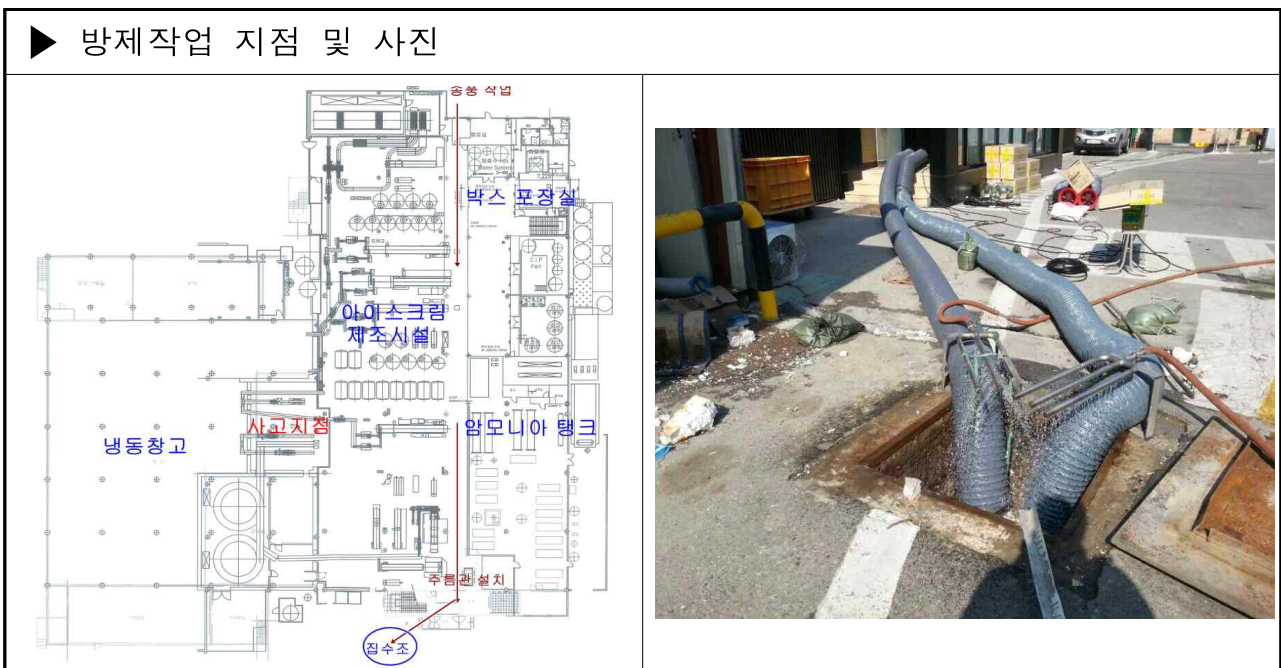 ▶ 방제작업 지점 및 사진
송풍 작업
박스 포장실
C.I.P
아이스크림
제조시설
사고지점
암모니아 탱크
냉동창고
주름관 설치
집수조